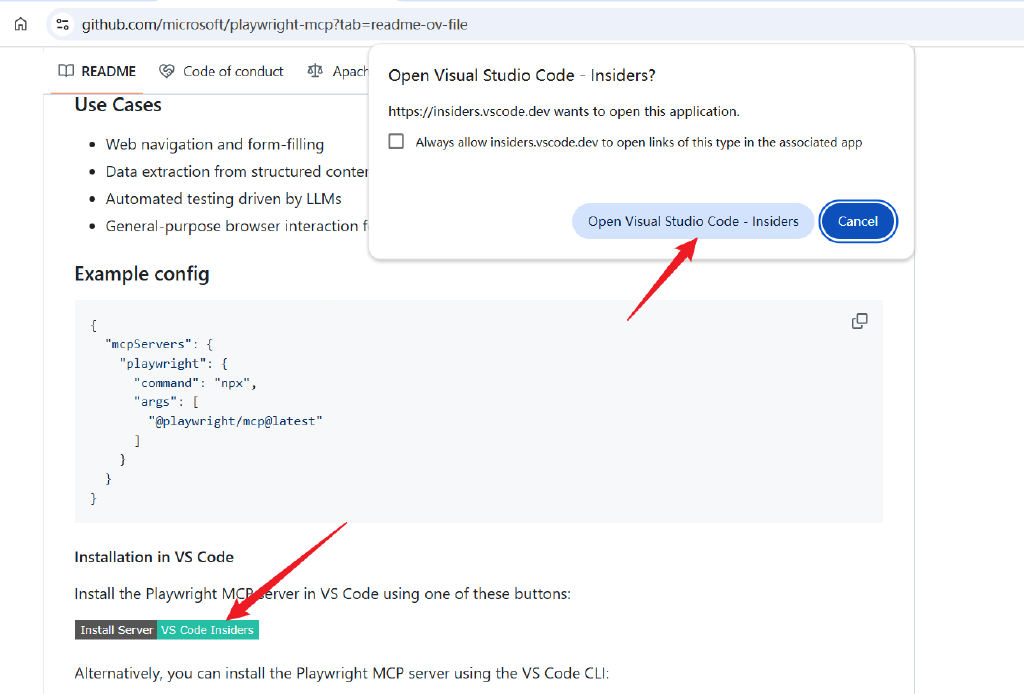 github.com/microsoft/playwright-mcp?tab=readme-ov-file
README
Code of conduct
Open Visual Studio Code - Insiders?
https://insiders.vscode.dev wants to open this application.
Always allow insiders.vscode.dev to open links of this type in the associated app
Open Visual Studio Code - Insiders
Cancel
Use Cases
Web navigation and form-filling
Data extraction from structured
Automated testing driven by LLMs
General-purpose browser interaction
Example config
{
"mcpServers": {
"playwright": {
"command": "npx",
"args": [
"@playwright/mcp@latest"
]
}
}
}
Installation in VS Code
Install the Playwright MCP server in VS Code using one of these buttons:
Install Server VS Code Insiders
Alternatively, you can install the Playwright MCP server using the VS Code CLI: